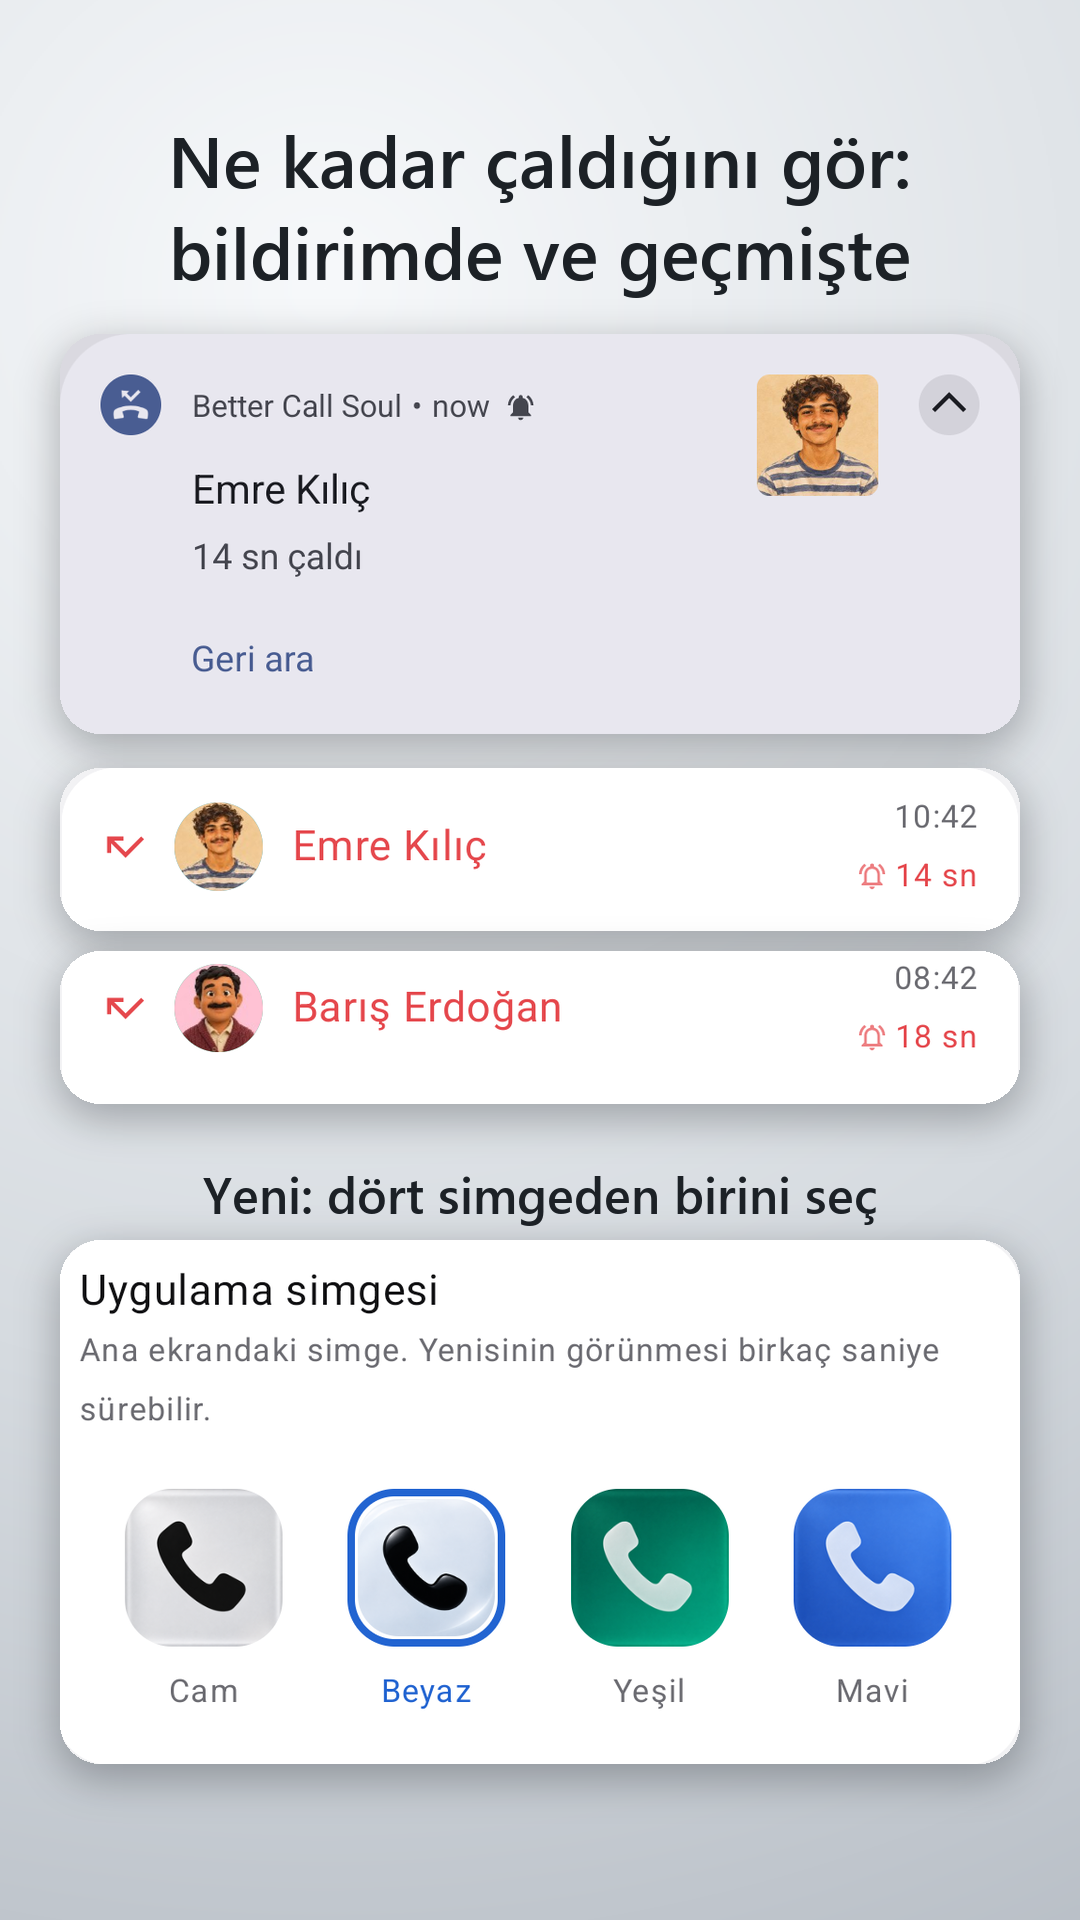 Ne kadar çaldığını gör:
bildirimde ve geçmişte
Better Call Soul • now
Emre Kılıç
14 sn çaldı
Geri ara
10:42
Emre Kılıç
14 sn
08:42
Barış Erdoğan
18 sn
Yeni: dört simgeden birini seç
Uygulama simgesi
Ana ekrandaki simge. Yenisinin görünmesi birkaç saniye
sürebilir.
Cam
Beyaz
Yeşil
Mavi